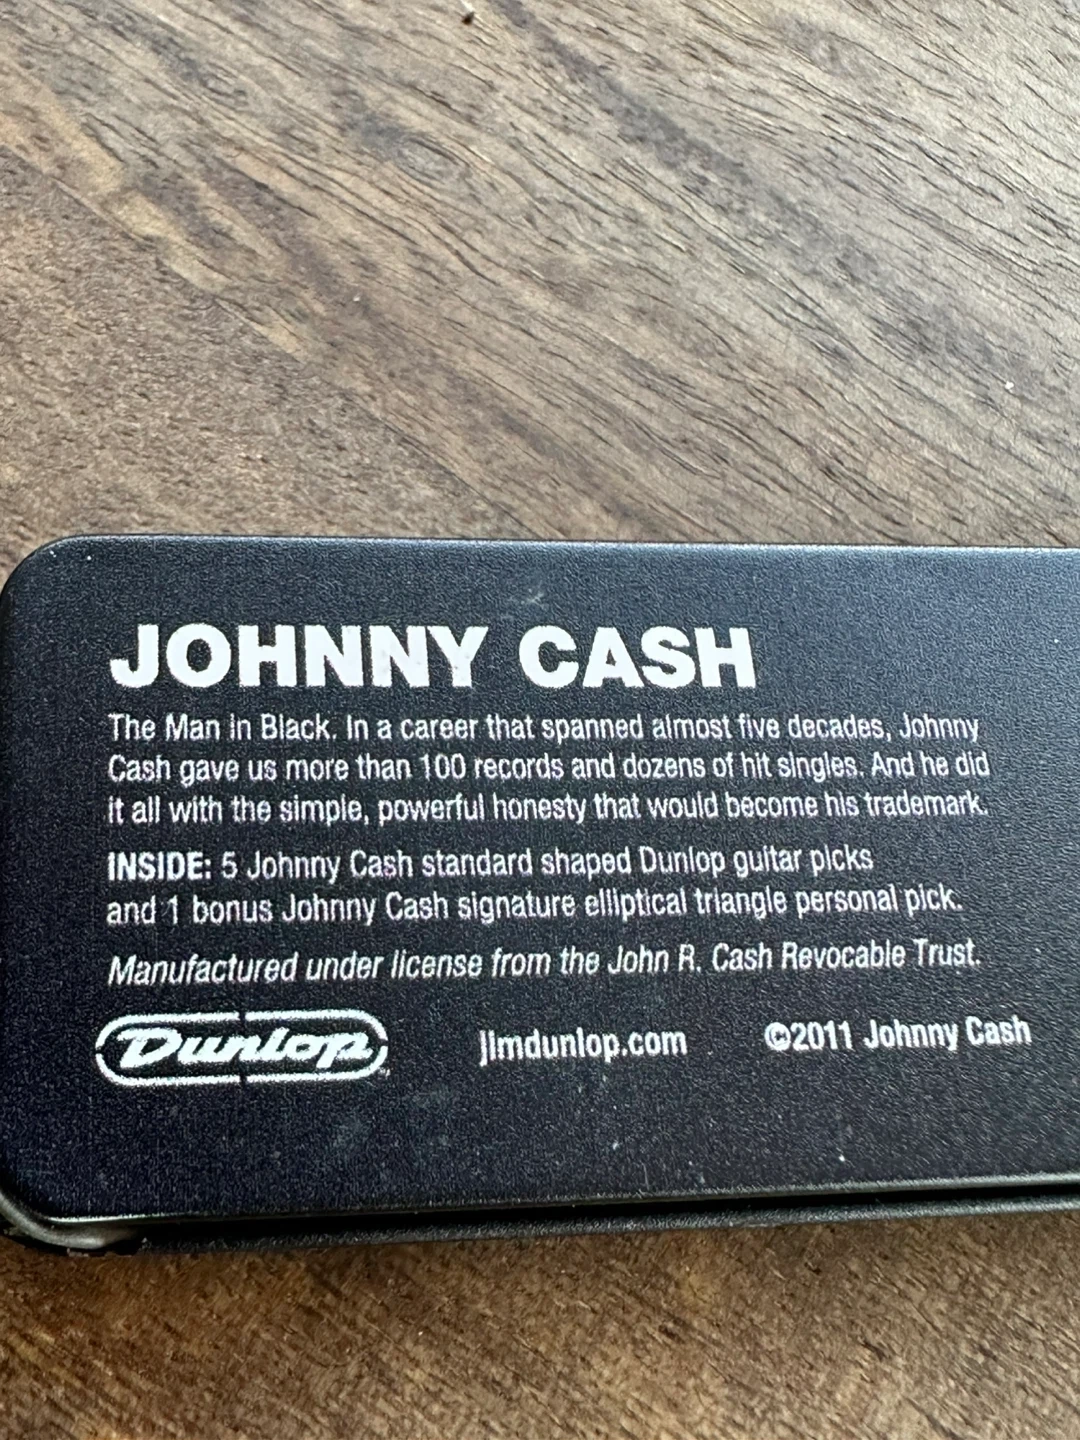 JOHNNY CASH
The Man in Black. In a career that spanned almost five decades, Johnny
Cash gave us more than 100 records and dozens of hit singles. And he did
it all with the simple, powerful honesty that would become his trademark.
INSIDE: 5 Johnny Cash standard shaped Dunlop guitar picks
and 1 bonus Johnny Cash signature elliptical triangle personal pick.
Manufactured under license from the John R. Cash Revocable Trust.
Dunlop jimdunlop.com ©2011 Johnny Cash